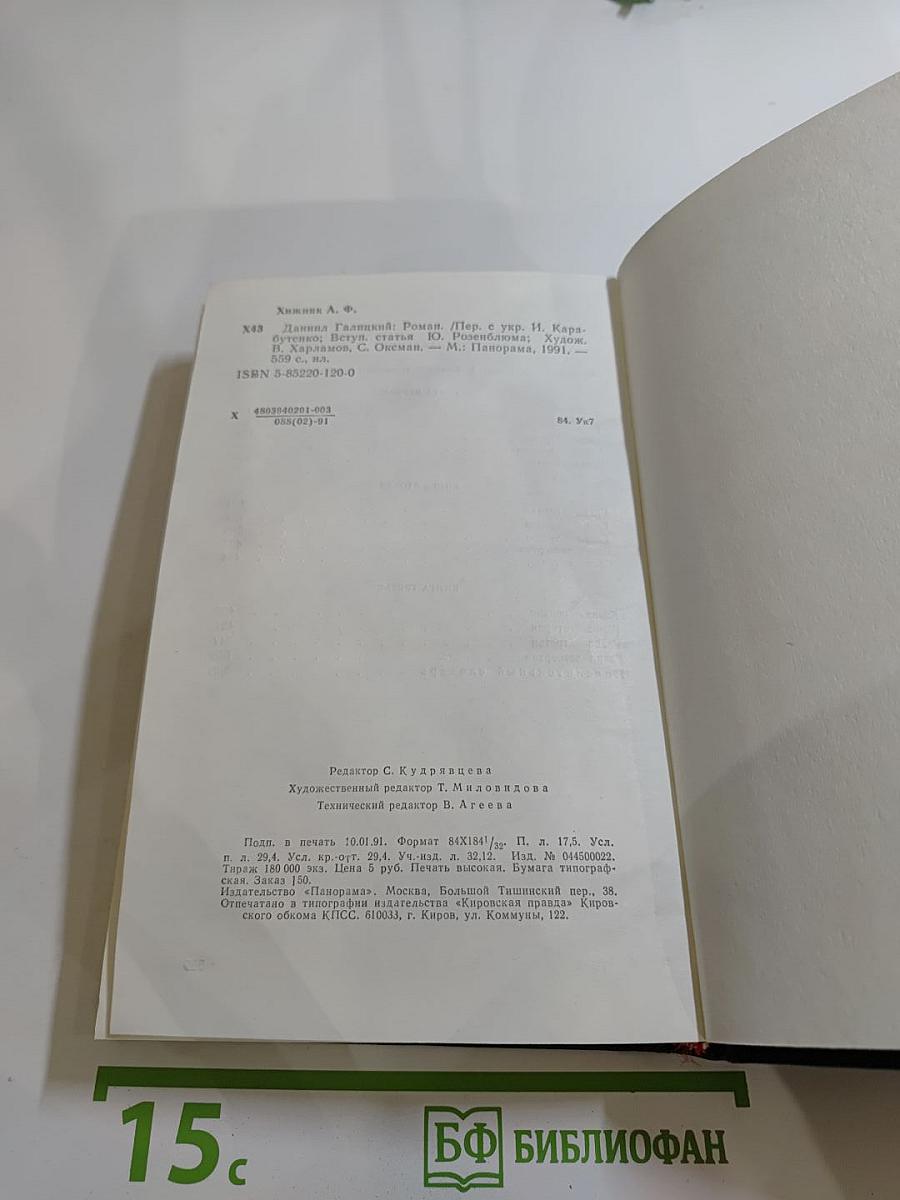 Хижняк А. Ф.
Х43 Даниил Галицкий: Роман. /Пер. с укр. И. Кара-
бутенко; Вступ. статья Ю. Розенблюма; Худож.
В. Харламов, С. Оксман. — М.: Панорама, 1991. —
559 с., ил.
ISBN 5-85220-120-0
Х 4803640201-003
088(02)-91
84. Ук7
Редактор С. Кудрявцева
Художественный редактор Т. Миловидова
Технический редактор В. Агеева
Подп. в печать 10.01.91. Формат 84Х184 1/32. П. л. 17,5. Усл.
п. л. 29,4. Усл. кр.-отт. 29,4. Уч.-изд. л. 32,12. Изд. № 044500022.
Тираж 180 000 экз. Цена 5 руб. Печать высокая. Бумага типограф-
ская. Заказ 150.
Издательство «Панорама». Москва, Большой Тишинский пер., 38.
Отпечатано в типографии издательства «Кировская правда» Киров-
ского обкома КПСС. 610033, г. Киров, ул. Коммуны, 122.
15 с
БФ БИБЛИОФАН